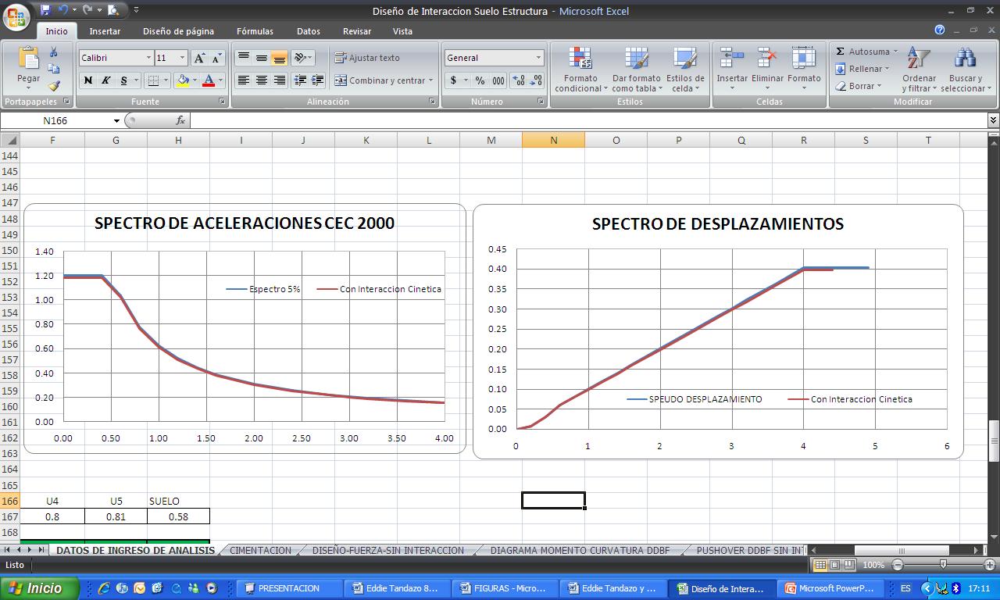 Diseño de Interaccion Suelo Estructura - Microsoft Excel
Inicio Insertar Diseño de página Fórmulas Datos Revisar Vista
Pegar
Calibri 11
Ajustar texto
General
Formato condicional
Dar formato como tabla
Estilos de celda
Insertar Eliminar Formato
Autosuma
Rellenar
Borrar
Ordenar y filtrar
Buscar y seleccionar
N K S
Combinar y centrar
$ % 000
Portapapeles Fuente Alineación Número Estilos Celdas Modificar
N166 fx
F G H I J K L M N O P Q R S T
144
145
146
147
148
149
150
151
152
153
154
155
156
157
158
159
160
161
162
163
164
165
166
167
168
SPECTRO DE ACELERACIONES CEC 2000
1.40
1.20
1.00
0.80
0.60
0.40
0.20
0.00
Espectro 5% Con Interaccion Cinetica
0.00 0.50 1.00 1.50 2.00 2.50 3.00 3.50 4.00
SPECTRO DE DESPLAZAMIENTOS
0.45
0.40
0.35
0.30
0.25
0.20
0.15
0.10
0.05
0.00
SPEUDO DESPLAZAMIENTO Con Interaccion Cinetica
0 1 2 3 4 5 6
U4 U5 SUELO
0.8 0.81 0.58
DATOS DE INGRESO DE ANALISIS CIMENTACION DISEÑO-FUERZA-SIN INTERACCION DIAGRAMA MOMENTO CURVATURA DDBF PUSHOVER DDBF SIN INT
Listo 100%
Inicio PRESENTACION Eddie Tandazo 8... FIGURAS - Micro... Eddie Tandazo y ... Diseño de Intera... Microsoft PowerP... ES 17:11